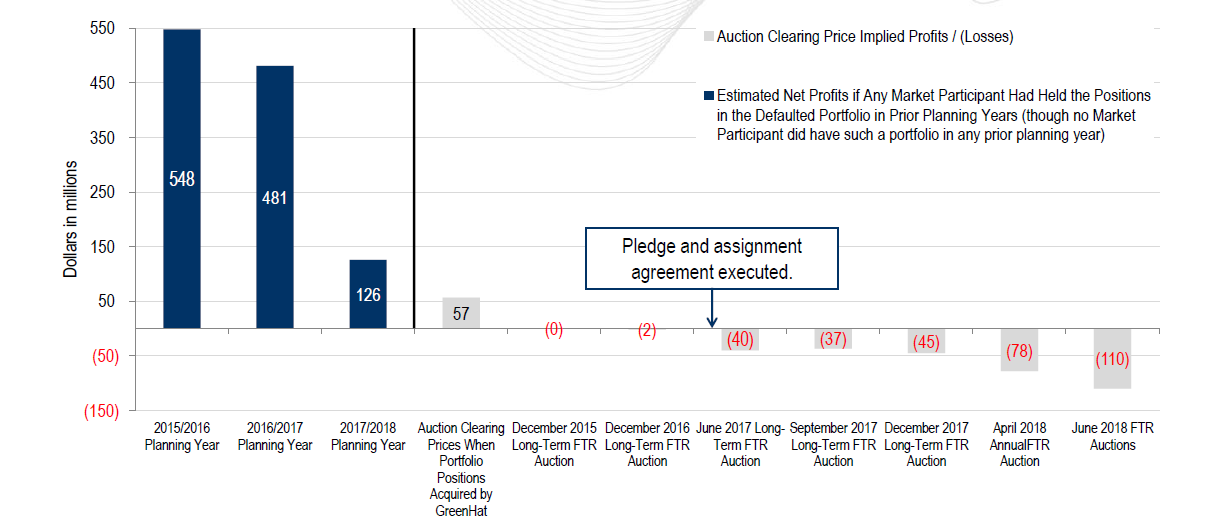 550
450
350
250
150
50
(50)
(150)
Dollars in millions
Auction Clearing Price Implied Profits / (Losses)
Estimated Net Profits if Any Market Participant Had Held the Positions
in the Defaulted Portfolio in Prior Planning Years (though no Market
Participant did have such a portfolio in any prior planning year)
548
481
126
57
(0)
(2)
(40)
(37)
(45)
(78)
(110)
Pledge and assignment
agreement executed.
2015/2016
Planning Year
2016/2017
Planning Year
2017/2018
Planning Year
Auction Clearing
Prices When
Portfolio
Positions
Acquired by
GreenHat
December 2015
Long-Term FTR
Auction
December 2016
Long-Term FTR
Auction
June 2017 Long-
Term FTR
Auction
September 2017
Long-Term FTR
Auction
December 2017
Long-Term FTR
Auction
April 2018
AnnualFTR
Auction
June 2018 FTR
Auctions